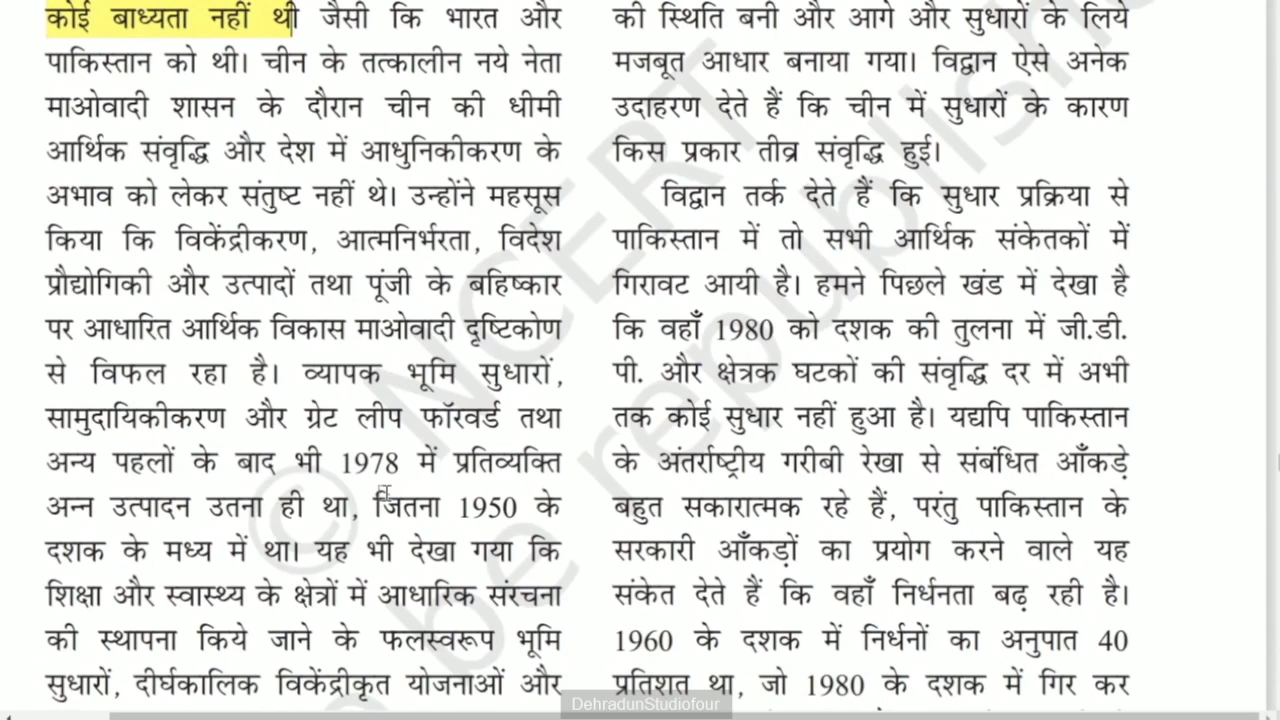 कोई बाध्यता नहीं थी जैसी कि भारत और
पाकिस्तान को थी। चीन के तत्कालीन नये नेता
माओवादी शासन के दौरान चीन की धीमी
आर्थिक संवृद्धि और देश में आधुनिकीकरण के
अभाव को लेकर संतुष्ट नहीं थे। उन्होंने महसूस
किया कि विकेंद्रीकरण, आत्मनिर्भरता, विदेश
प्रौद्योगिकी और उत्पादों तथा पूंजी के बहिष्कार
पर आधारित आर्थिक विकास माओवादी दृष्टिकोण
से विफल रहा है। व्यापक भूमि सुधारों,
सामुदायिकीकरण और ग्रेट लीप फॉरवर्ड तथा
अन्य पहलों के बाद भी 1978 में प्रतिव्यक्ति
अन्न उत्पादन उतना ही था, जितना 1950 के
दशक के मध्य में था। यह भी देखा गया कि
शिक्षा और स्वास्थ्य के क्षेत्रों में आधारिक संरचना
की स्थापना किये जाने के फलस्वरूप भूमि
सुधारों, दीर्घकालिक विकेंद्रीकृत योजनाओं और
की स्थिति बनी और आगे और सुधारों के लिये
मजबूत आधार बनाया गया। विद्वान ऐसे अनेक
उदाहरण देते हैं कि चीन में सुधारों के कारण
किस प्रकार तीव्र संवृद्धि हुई।
विद्वान तर्क देते हैं कि सुधार प्रक्रिया से
पाकिस्तान में तो सभी आर्थिक संकेतकों में
गिरावट आयी है। हमने पिछले खंड में देखा है
कि वहाँ 1980 को दशक की तुलना में जी.डी.
पी. और क्षेत्रक घटकों की संवृद्धि दर में अभी
तक कोई सुधार नहीं हुआ है। यद्यपि पाकिस्तान
के अंतर्राष्ट्रीय गरीबी रेखा से संबंधित आँकड़े
बहुत सकारात्मक रहे हैं, परंतु पाकिस्तान के
सरकारी आँकड़ों का प्रयोग करने वाले यह
संकेत देते हैं कि वहाँ निर्धनता बढ़ रही है।
1960 के दशक में निर्धनों का अनुपात 40
प्रतिशत था, जो 1980 के दशक में गिर कर
© NCERT
be republish
DehradunStudiofour